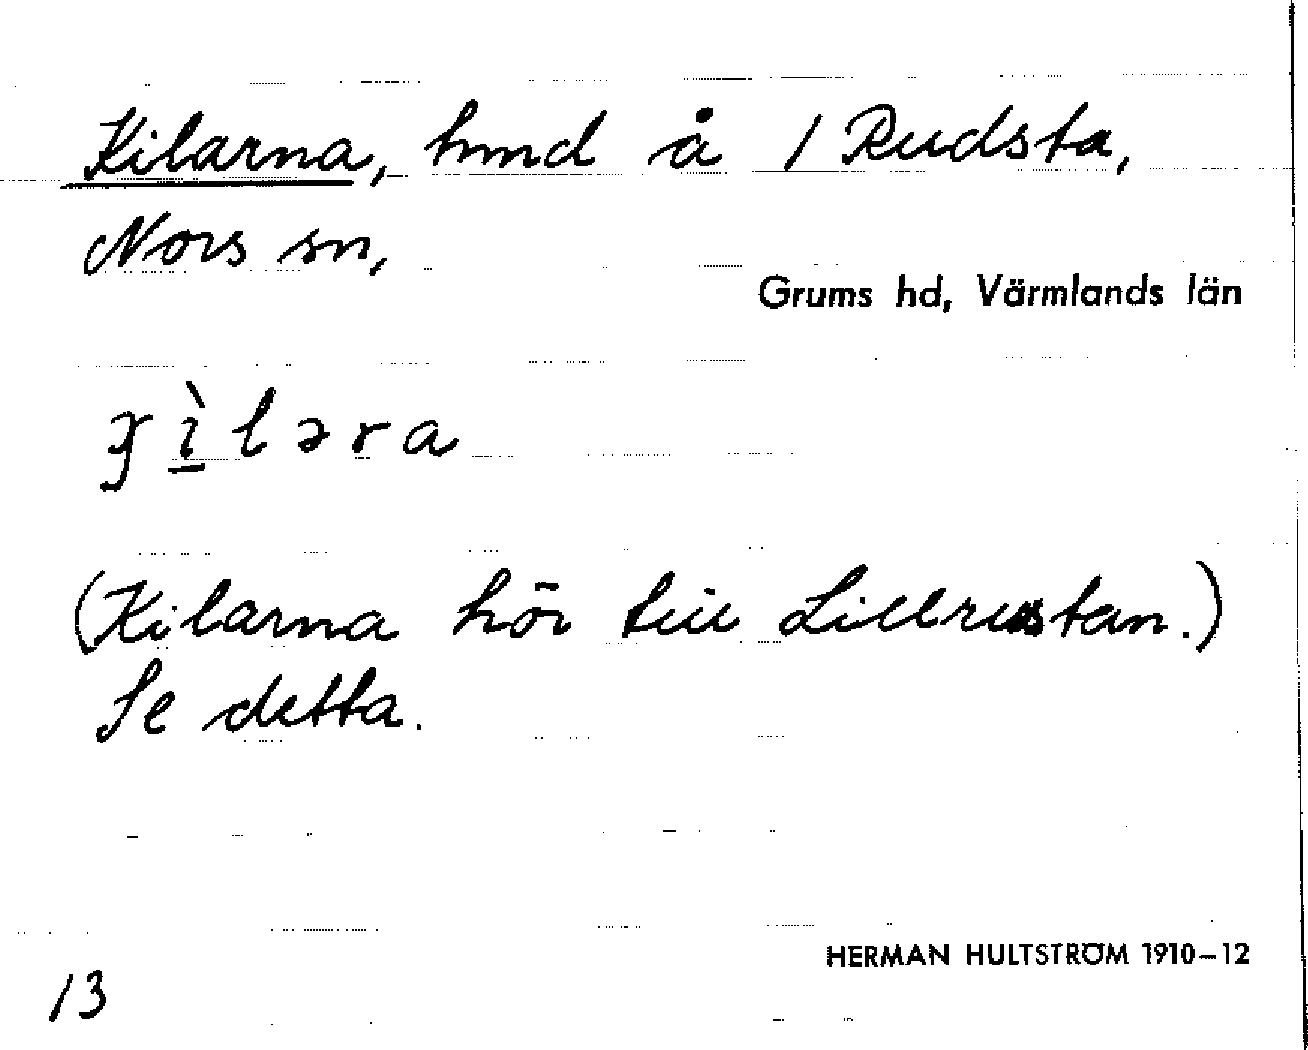 Kilarna, hmd å 1 Rudsta,
Nors sn,
Grums hd, Värmlands län
(Kilarna hör till Lillrustan.)
Se detta.
HERMAN HULTSTRÖM 1910–12
13